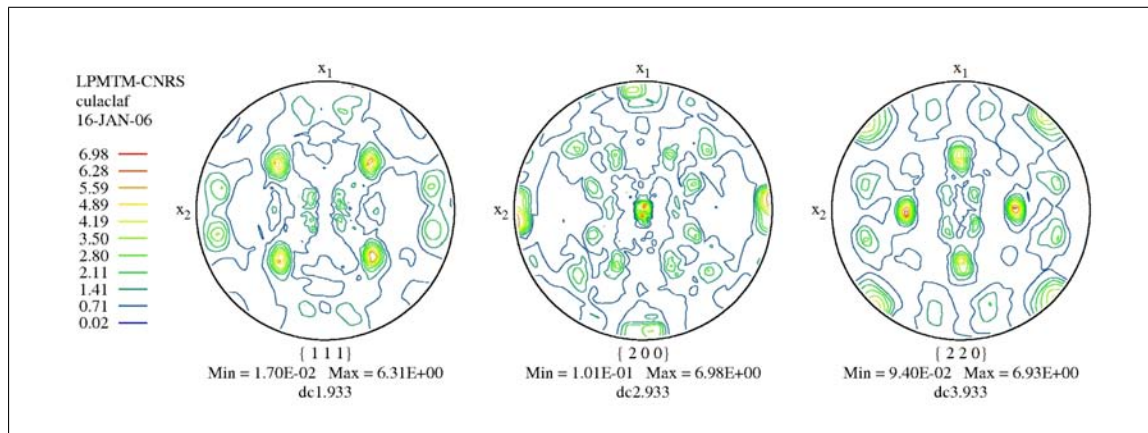 LPMTM-CNRS
culaclaf
16-JAN-06
6.98
6.28
5.59
4.89
4.19
3.50
2.80
2.11
1.41
0.71
0.02
x1
x2
{ 1 1 1}
Min = 1.70E-02 Max = 6.31E+00
dc1.933
x1
x2
{ 2 0 0}
Min = 1.01E-01 Max = 6.98E+00
dc2.933
x1
x2
{ 2 2 0}
Min = 9.40E-02 Max = 6.93E+00
dc3.933